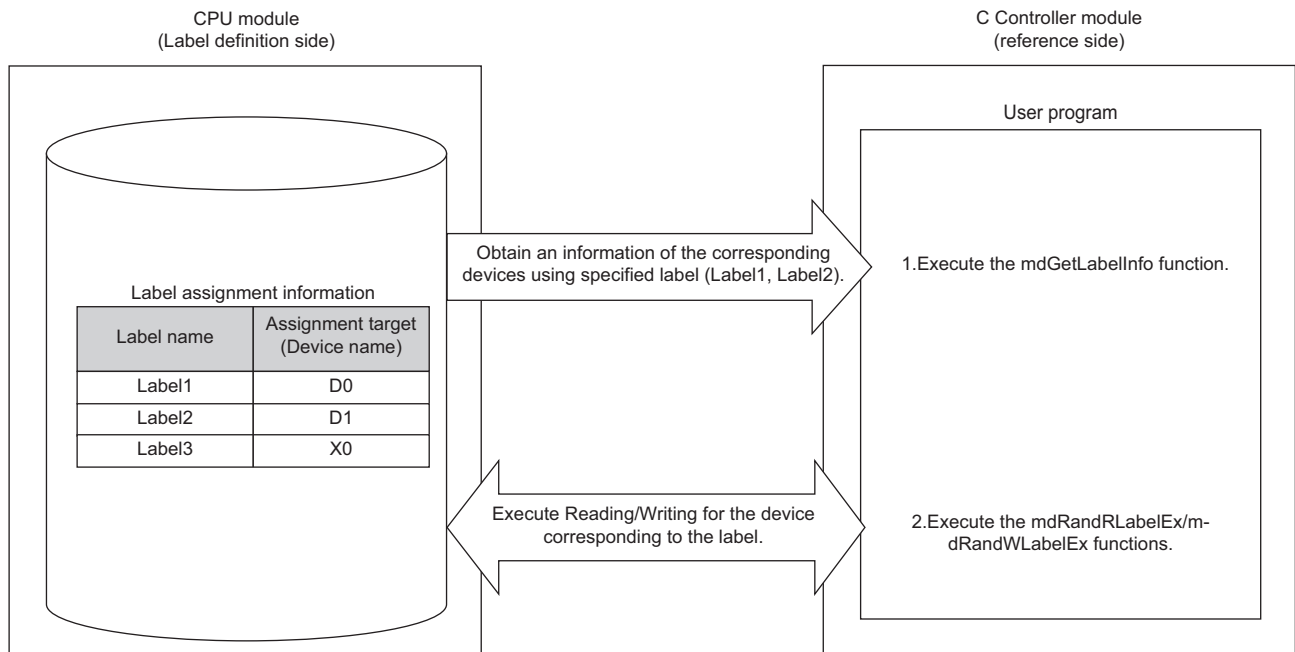 CPU module
(Label definition side)
C Controller module
(reference side)
User program
Obtain an information of the corresponding
devices using specified label (Label1, Label2).
1.Execute the mdGetLabelInfo function.
Label assignment information
Label name
Assignment target
(Device name)
Label1
D0
Label2
D1
Label3
X0
Execute Reading/Writing for the device
corresponding to the label.
2.Execute the mdRandRLabelEx/m-
dRandWLabelEx functions.